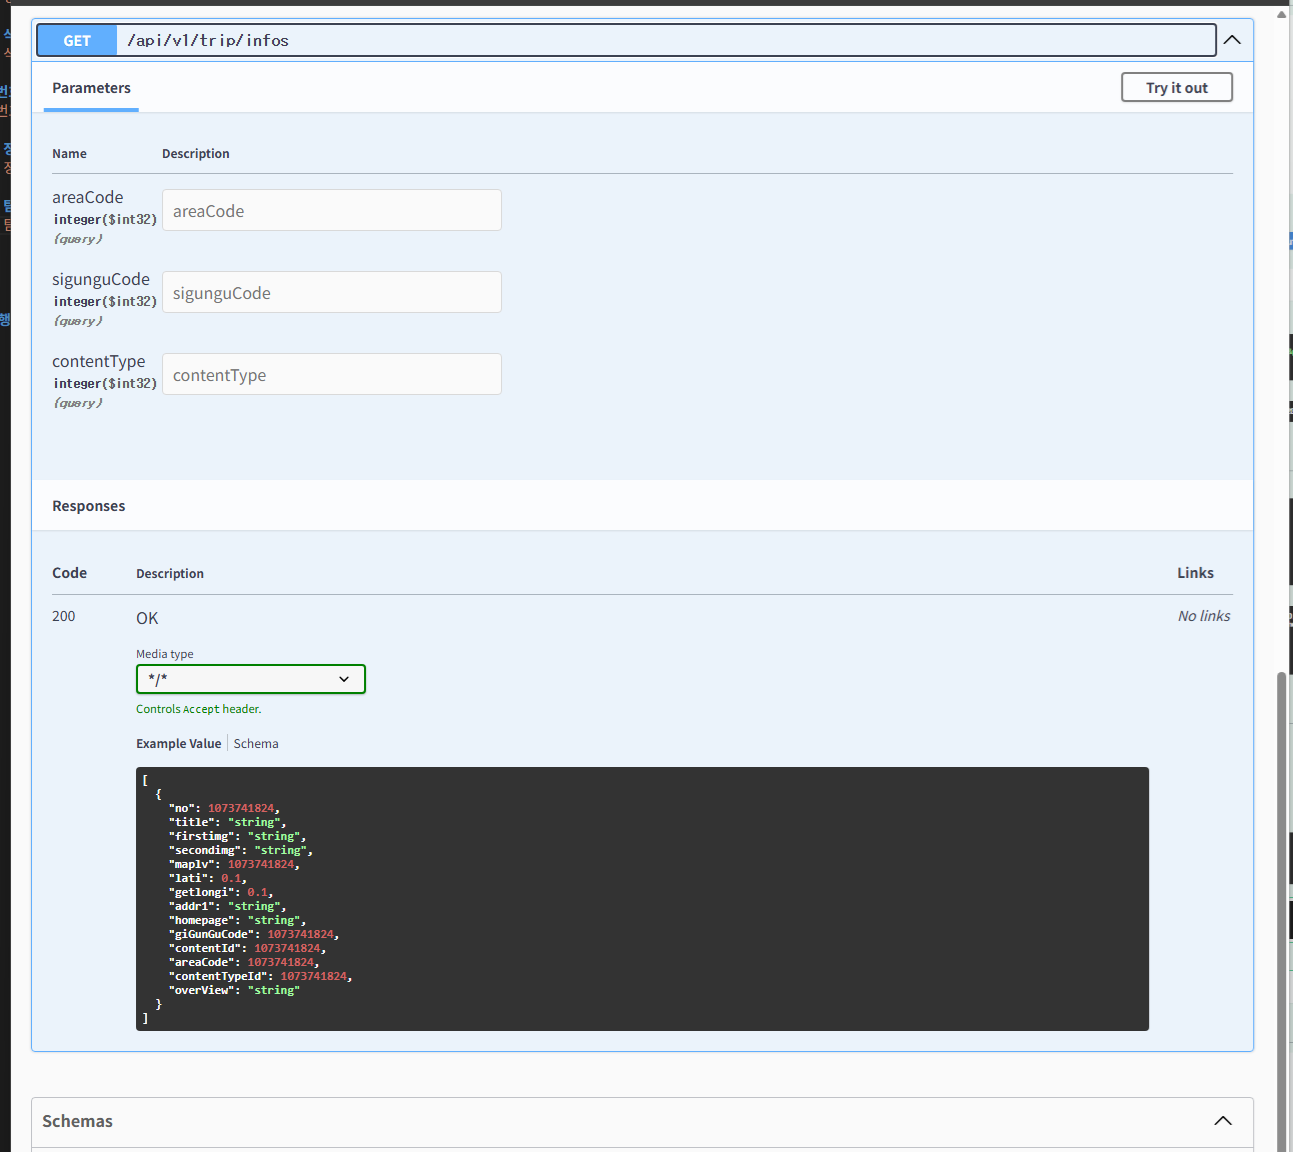 GET /api/v1/trip/infos
Parameters
Try it out
Name Description
areaCode
integer($int32)
(query)
areaCode
sigunguCode
integer($int32)
(query)
sigunguCode
contentType
integer($int32)
(query)
contentType
Responses
Code Description Links
200 OK No links
Media type
*/*
Controls Accept header.
Example Value Schema
[
{
"no": 1073741824,
"title": "string",
"firstimg": "string",
"secondimg": "string",
"maplv": 1073741824,
"lati": 0.1,
"getlongi": 0.1,
"addr1": "string",
"homepage": "string",
"giGunGuCode": 1073741824,
"contentId": 1073741824,
"areaCode": 1073741824,
"contentTypeId": 1073741824,
"overView": "string"
}
]
Schemas